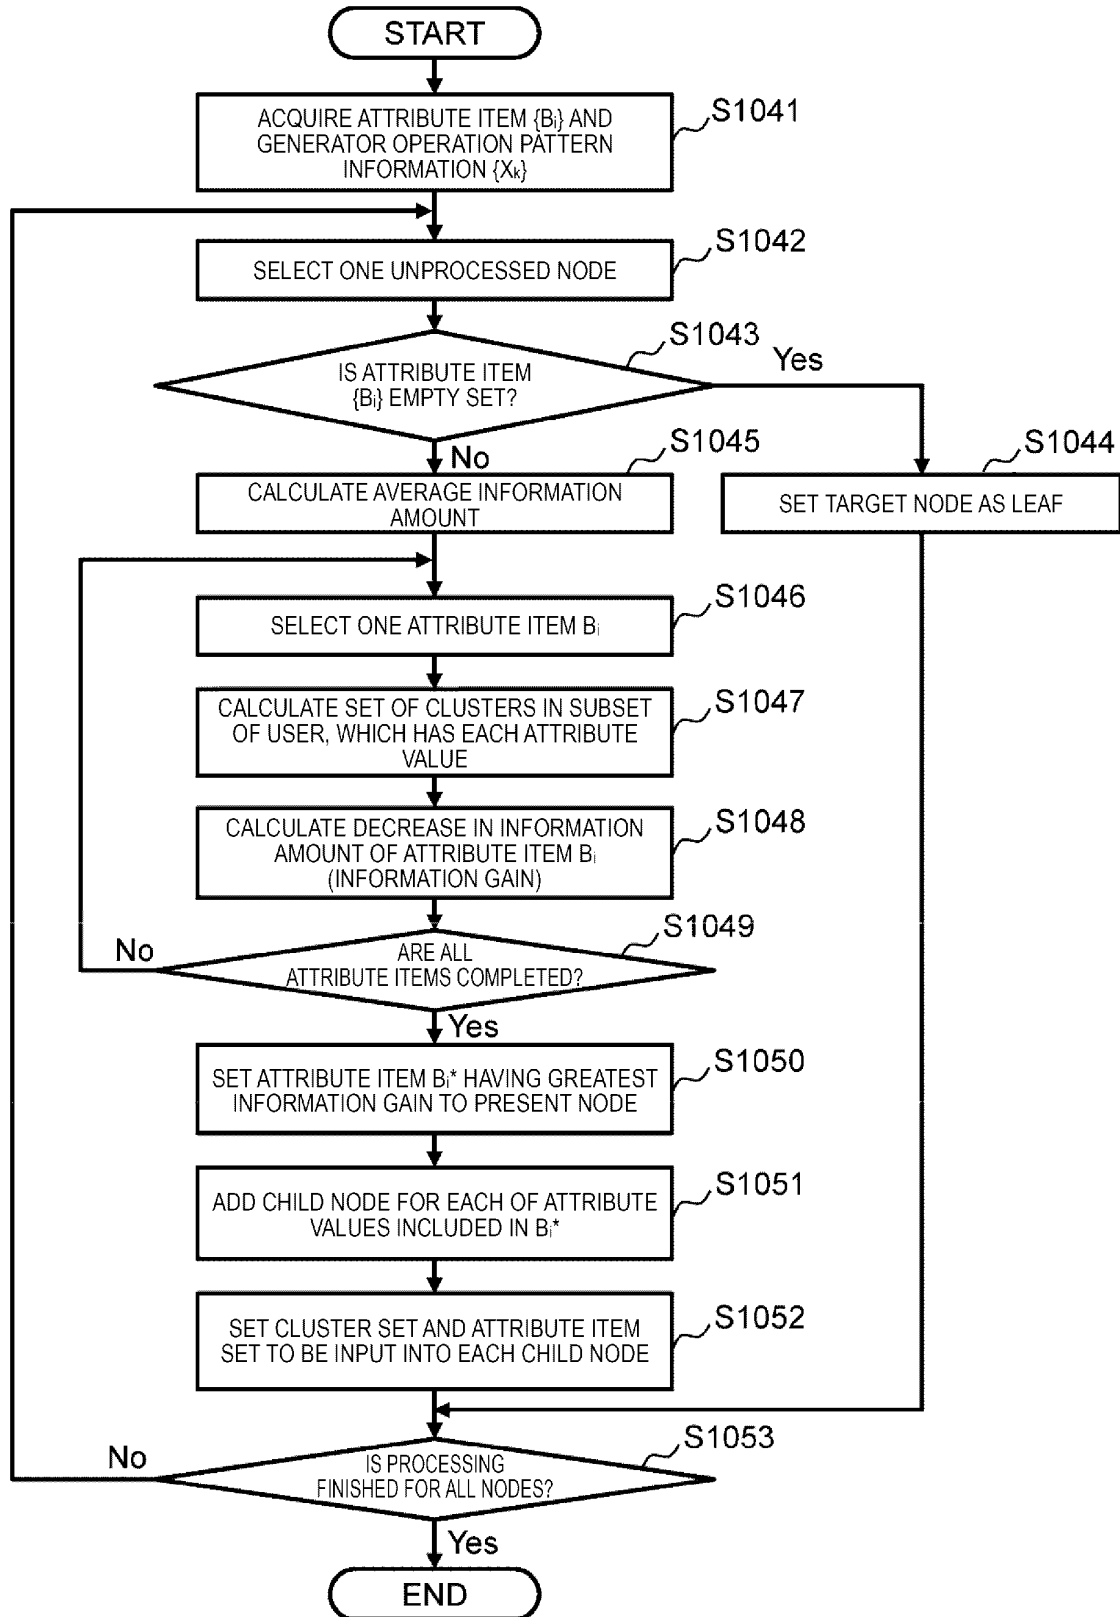 START
ACQUIRE ATTRIBUTE ITEM {Bi} AND
GENERATOR OPERATION PATTERN
INFORMATION {Xk}
S1041
SELECT ONE UNPROCESSED NODE
S1042
IS ATTRIBUTE ITEM
{Bi} EMPTY SET?
S1043
Yes
No
S1045
CALCULATE AVERAGE INFORMATION
AMOUNT
S1044
SET TARGET NODE AS LEAF
SELECT ONE ATTRIBUTE ITEM Bi
S1046
CALCULATE SET OF CLUSTERS IN SUBSET
OF USER, WHICH HAS EACH ATTRIBUTE
VALUE
S1047
CALCULATE DECREASE IN INFORMATION
AMOUNT OF ATTRIBUTE ITEM Bi
(INFORMATION GAIN)
S1048
S1049
No
ARE ALL
ATTRIBUTE ITEMS COMPLETED?
Yes
SET ATTRIBUTE ITEM Bi* HAVING GREATEST
INFORMATION GAIN TO PRESENT NODE
S1050
ADD CHILD NODE FOR EACH OF ATTRIBUTE
VALUES INCLUDED IN Bi*
S1051
SET CLUSTER SET AND ATTRIBUTE ITEM
SET TO BE INPUT INTO EACH CHILD NODE
S1052
S1053
No
IS PROCESSING
FINISHED FOR ALL NODES?
Yes
END